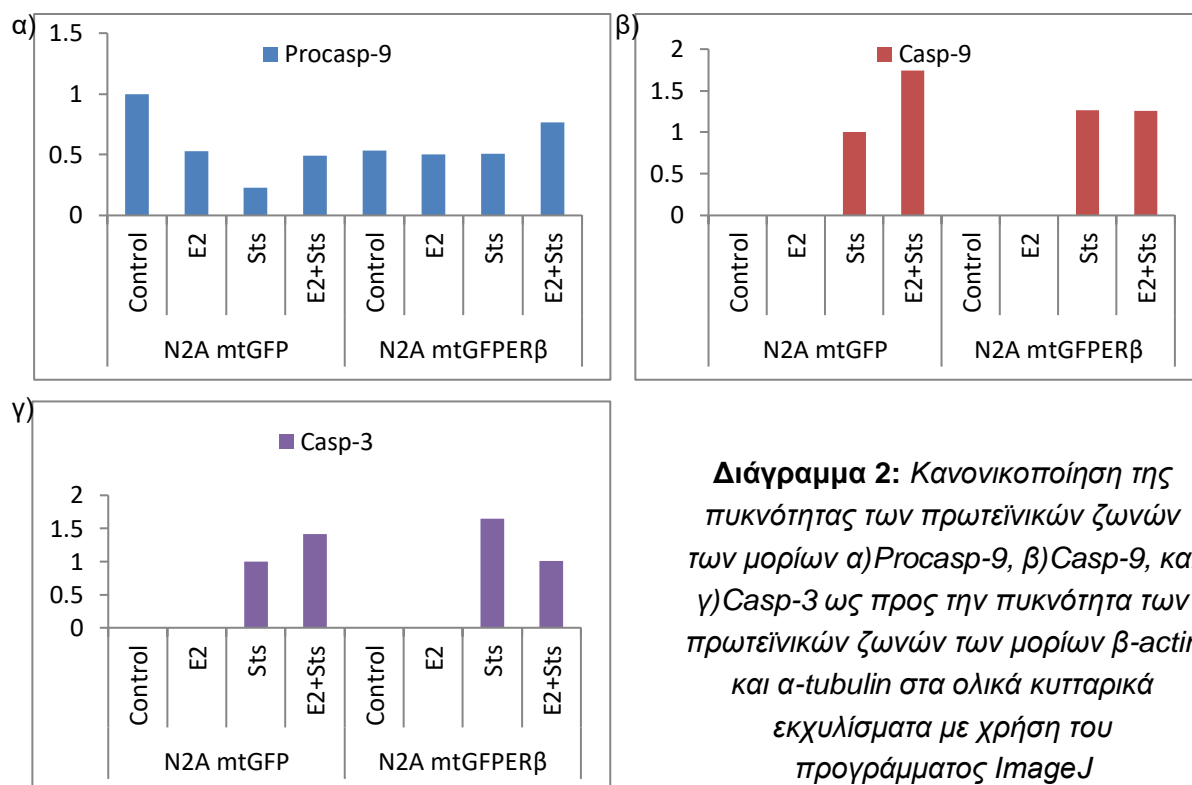 α)
Procasp-9
1.5
1
0.5
0
Control
E2
Sts
E2+Sts
Control
E2
Sts
E2+Sts
N2A mtGFP
N2A mtGFPERβ
β)
Casp-9
2
1.5
1
0.5
0
Control
E2
Sts
E2+Sts
Control
E2
Sts
E2+Sts
N2A mtGFP
N2A mtGFPERβ
γ)
Casp-3
2
1.5
1
0.5
0
Control
E2
Sts
E2+Sts
Control
E2
Sts
E2+Sts
N2A mtGFP
N2A mtGFPERβ
Διάγραμμα 2: Κανονικοποίηση της
πυκνότητας των πρωτεϊνικών ζωνών
των μορίων α)Procasp-9, β)Casp-9, και
γ)Casp-3 ως προς την πυκνότητα των
πρωτεϊνικών ζωνών των μορίων β-actin
και α-tubulin στα ολικά κυτταρικά
εκχυλίσματα με χρήση του
προγράμματος ImageJ